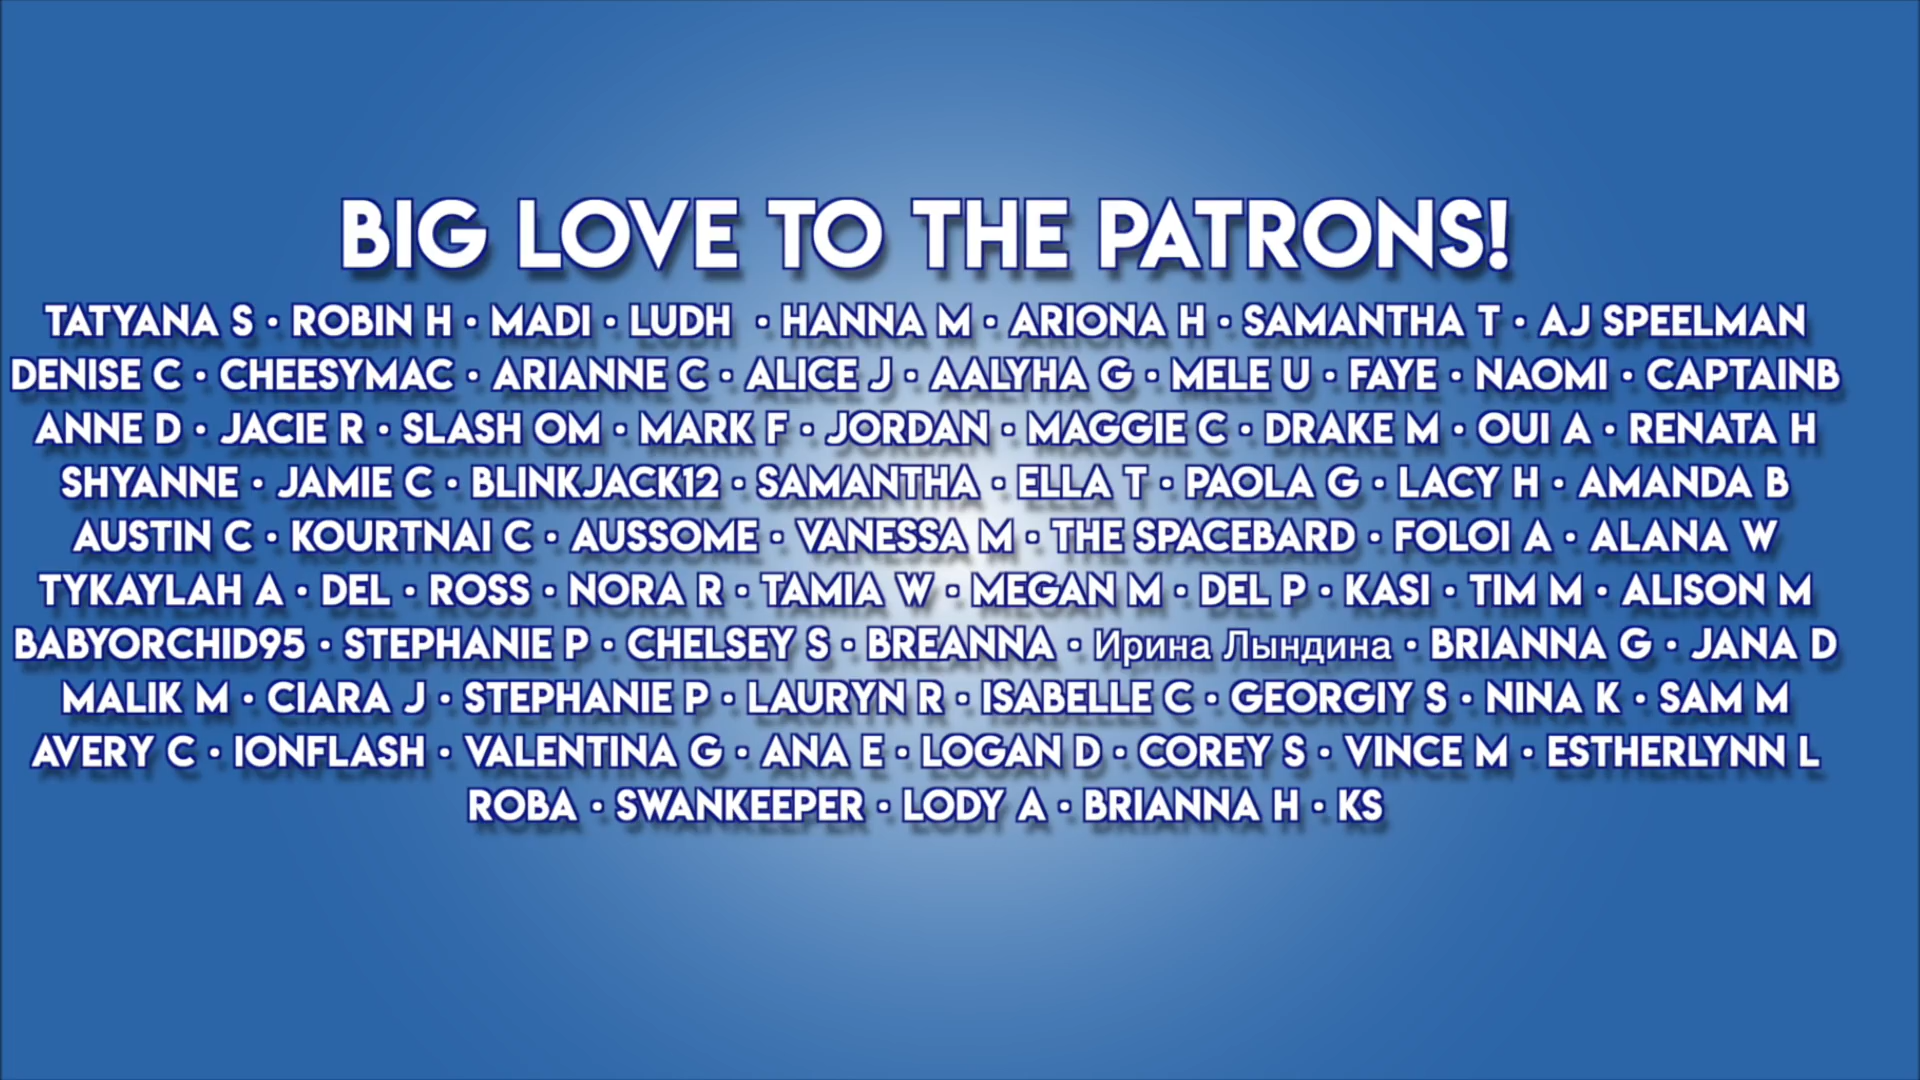 BIG LOVE TO THE PATRONS!
TATYANA S • ROBIN H • MADI • LUDH • HANNA M • ARIONA H • SAMANTHA T • AJ SPEELMAN
DENISE C • CHEESYMAC • ARIANNE C • ALICE J • AALYHA G • MELE U • FAYE • NAOMI • CAPTAINB
ANNE D • JACIE R • SLASH OM • MARK F • JORDAN • MAGGIE C • DRAKE M • OUI A • RENATA H
SHYANNE • JAMIE C • BLINKJACK12 • SAMANTHA • ELLA T • PAOLA G • LACY H • AMANDA B
AUSTIN C • KOURTNAI C • AUSSOME • VANESSA M • THE SPACEBARD • FOLOI A • ALANA W
TYKAYLAH A • DEL • ROSS • NORA R • TAMIA W • MEGAN M • DEL P • KASI • TIM M • ALISON M
BABYORCHID95 • STEPHANIE P • CHELSEY S • BREANNA • Ирина Лындина • BRIANNA G • JANA D
MALIK M • CIARA J • STEPHANIE P • LAURYN R • ISABELLE C • GEORGIY S • NINA K • SAM M
AVERY C • IONFLASH • VALENTINA G • ANA E • LOGAN D • COREY S • VINCE M • ESTHERLYNN L
ROBA • SWANKEEPER • LODY A • BRIANNA H • KS